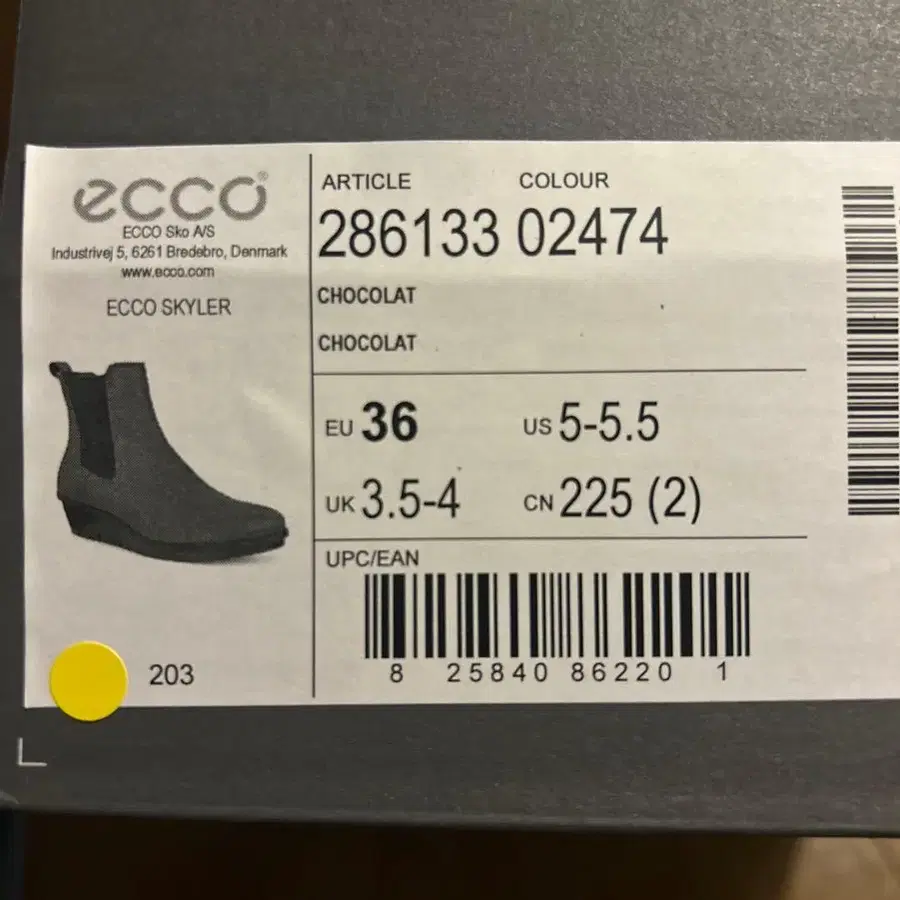 ecco®
ECCO Sko A/S
Industrivej 5, 6261 Bredebro, Denmark
www.ecco.com
ECCO SKYLER
203
ARTICLE COLOUR
286133 02474
CHOCOLAT
CHOCOLAT
EU 36 US 5-5.5
UK 3.5-4 CN 225 (2)
UPC/EAN
8 25840 86220 1